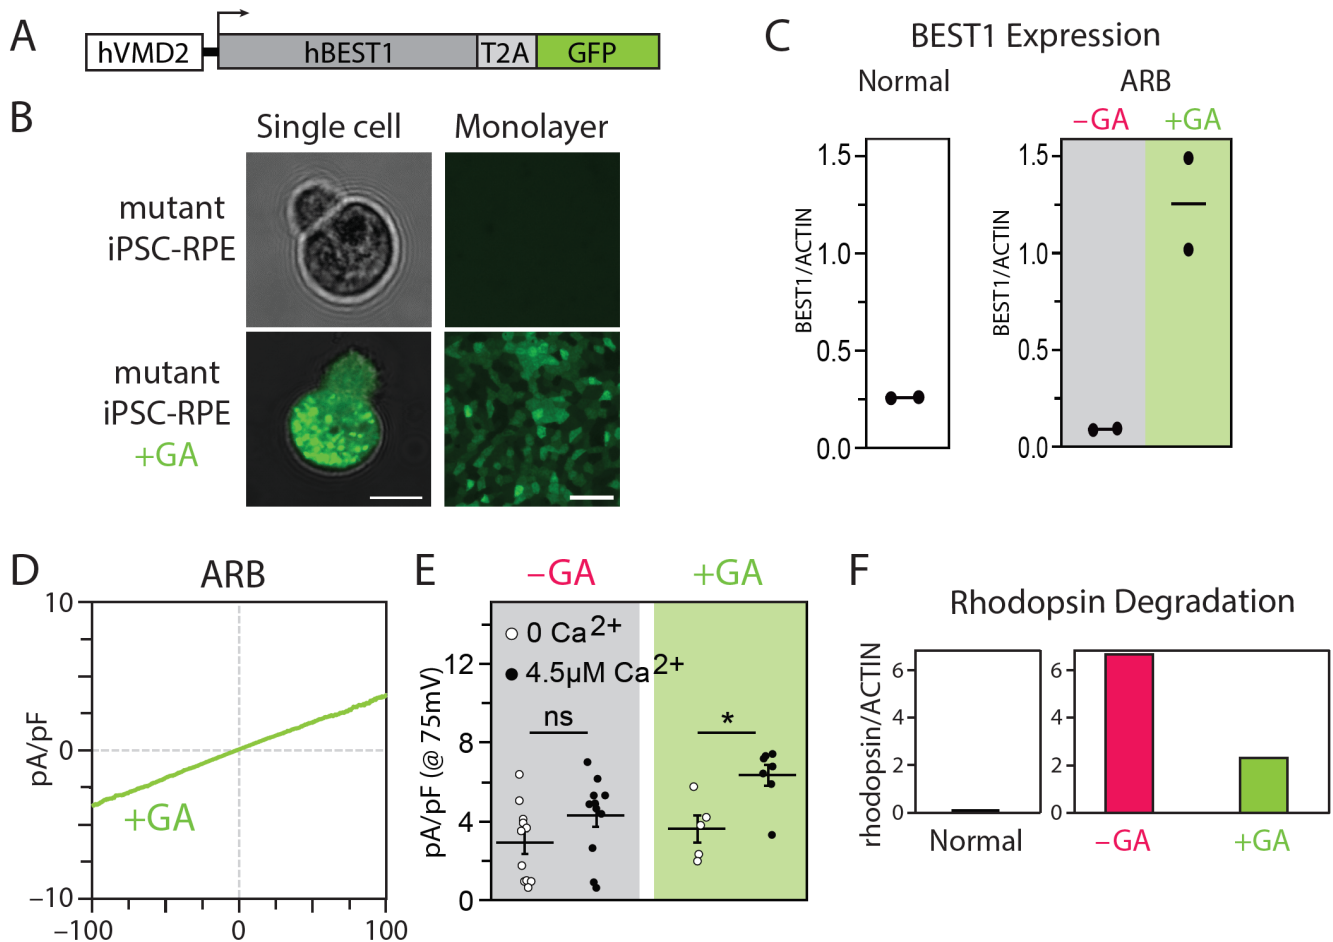 A
hVMD2
hBEST1
T2A
GFP
B
Single cell
Monolayer
mutant
iPSC-RPE
mutant
iPSC-RPE
+GA
C
BEST1 Expression
Normal
ARB
–GA
+GA
BEST1/ACTIN
1.5
1.0
0.5
0.0
BEST1/ACTIN
1.5
1.0
0.5
0.0
D
ARB
pA/pF
10
0
–10
–100
0
100
+GA
E
–GA
+GA
pA/pF (@ 75mV)
12
8
4
0
0 Ca2+
4.5µM Ca2+
ns
*
F
Rhodopsin Degradation
rhodopsin/ACTIN
6
4
2
0
Normal
6
4
2
0
–GA
+GA